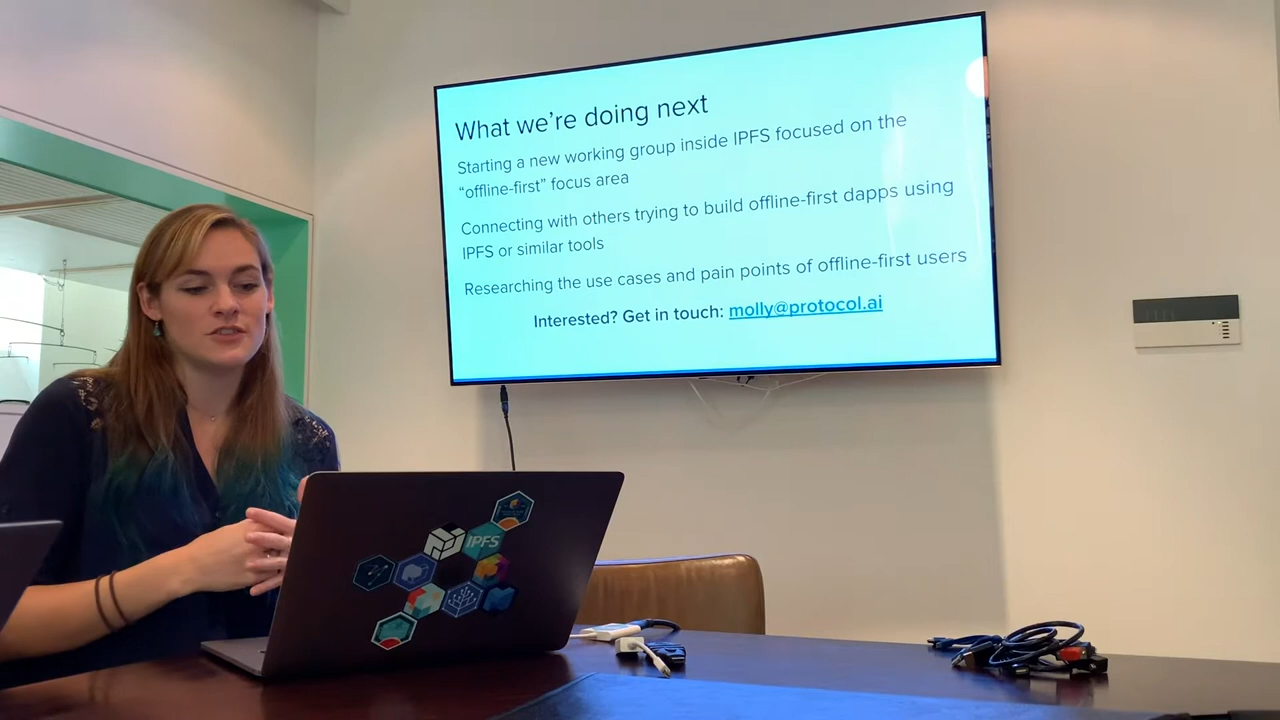 What we're doing next
Starting a new working group inside IPFS focused on the
“offline-first” focus area
Connecting with others trying to build offline-first dapps using
IPFS or similar tools
Researching the use cases and pain points of offline-first users
Interested? Get in touch: molly@protocol.ai
IPFS